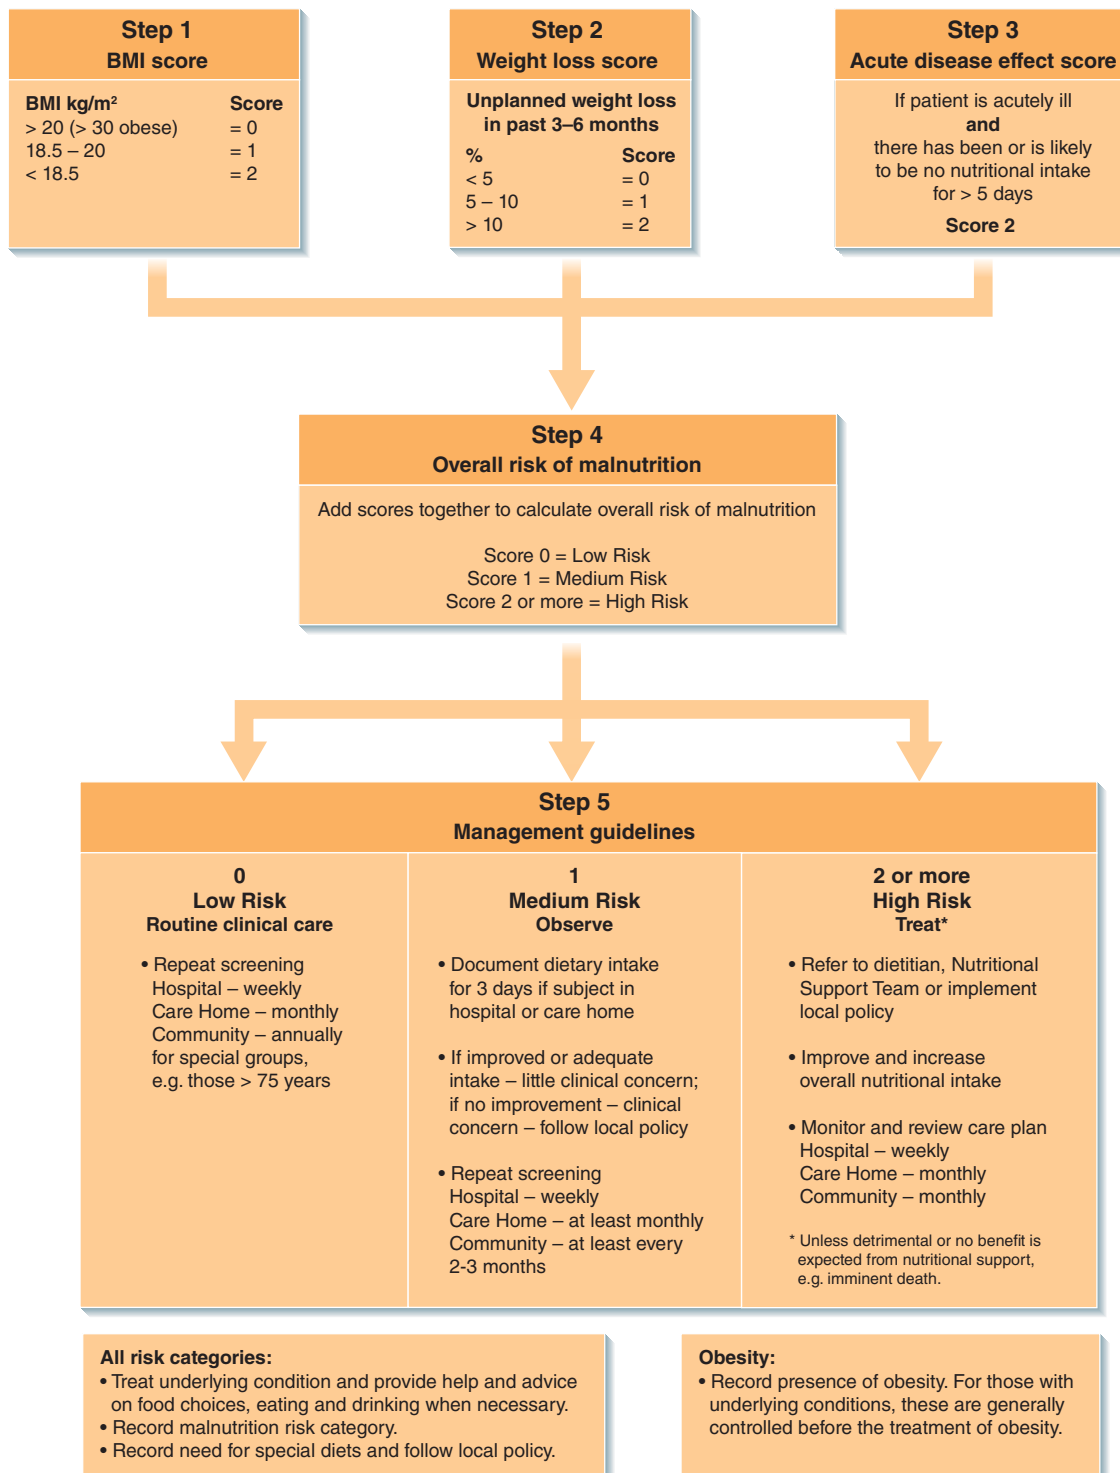 Step 1
BMI score
BMI kg/m² Score
> 20 (> 30 obese) = 0
18.5 – 20 = 1
< 18.5 = 2
Step 2
Weight loss score
Unplanned weight loss
in past 3–6 months
% Score
< 5 = 0
5 – 10 = 1
> 10 = 2
Step 3
Acute disease effect score
If patient is acutely ill
and
there has been or is likely
to be no nutritional intake
for > 5 days
Score 2
Step 4
Overall risk of malnutrition
Add scores together to calculate overall risk of malnutrition
Score 0 = Low Risk
Score 1 = Medium Risk
Score 2 or more = High Risk
Step 5
Management guidelines
0
Low Risk
Routine clinical care
• Repeat screening
Hospital – weekly
Care Home – monthly
Community – annually
for special groups,
e.g. those > 75 years
1
Medium Risk
Observe
• Document dietary intake
for 3 days if subject in
hospital or care home
• If improved or adequate
intake – little clinical concern;
if no improvement – clinical
concern – follow local policy
• Repeat screening
Hospital – weekly
Care Home – at least monthly
Community – at least every
2-3 months
2 or more
High Risk
Treat*
• Refer to dietitian, Nutritional
Support Team or implement
local policy
• Improve and increase
overall nutritional intake
• Monitor and review care plan
Hospital – weekly
Care Home – monthly
Community – monthly
* Unless detrimental or no benefit is
expected from nutritional support,
e.g. imminent death.
All risk categories:
• Treat underlying condition and provide help and advice
on food choices, eating and drinking when necessary.
• Record malnutrition risk category.
• Record need for special diets and follow local policy.
Obesity:
• Record presence of obesity. For those with
underlying conditions, these are generally
controlled before the treatment of obesity.